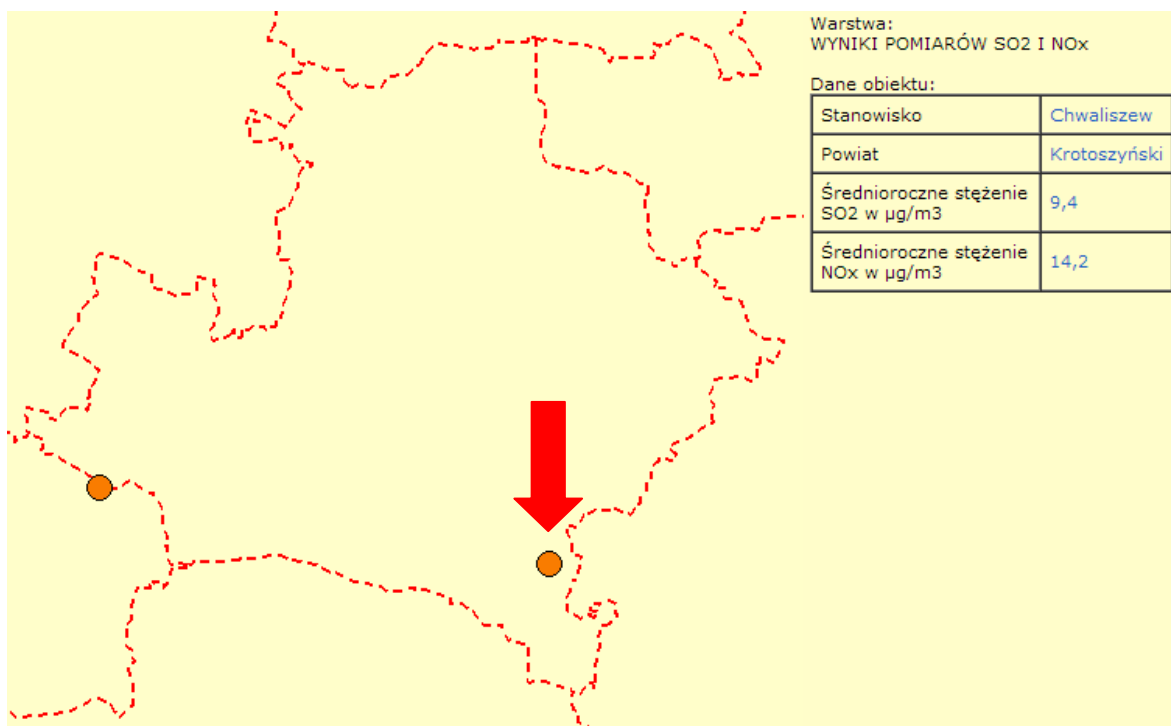 Warstwa:
WYNIKI POMIARÓW SO2 I NOx
Dane obiektu:
Stanowisko
Chwaliszew
Powiat
Krotoszyński
Średnioroczne stężenie
SO2 w µg/m3
9,4
Średnioroczne stężenie
NOx w µg/m3
14,2